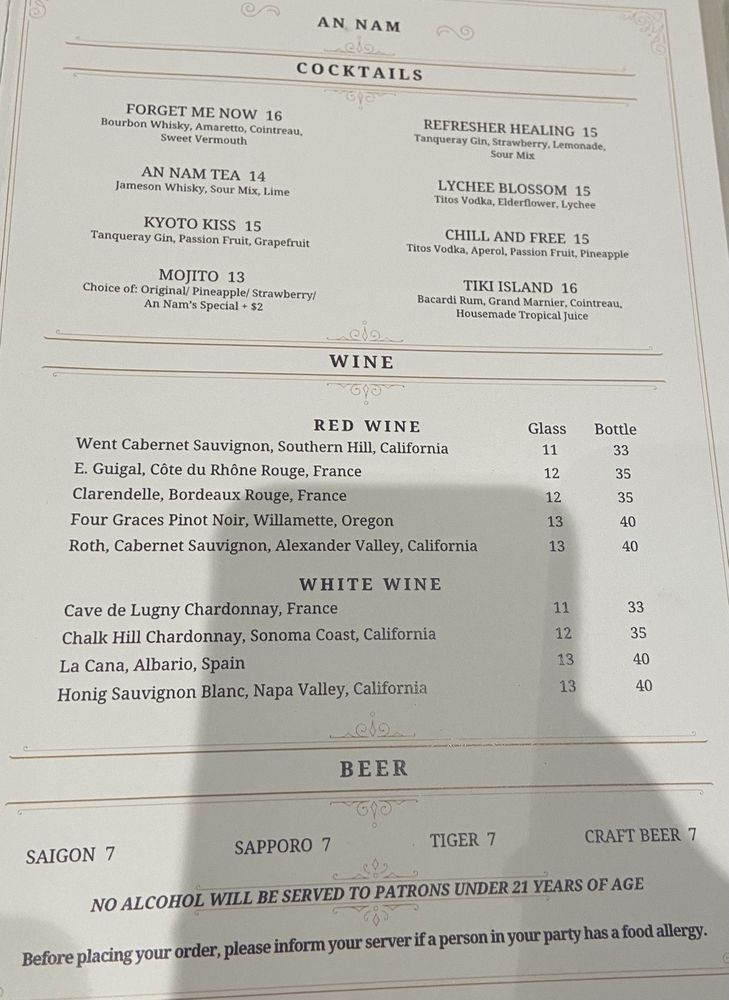 AN NAM
COCKTAILS
FORGET ME NOW 16
Bourbon Whisky, Amaretto, Cointreau,
Sweet Vermouth
AN NAM TEA 14
Jameson Whisky, Sour Mix, Lime
KYOTO KISS 15
Tanqueray Gin, Passion Fruit, Grapefruit
MOJITO 13
Choice of: Original/ Pineapple/ Strawberry/
An Nam's Special + $2
REFRESHER HEALING 15
Tanqueray Gin, Strawberry, Lemonade,
Sour Mix
LYCHEE BLOSSOM 15
Titos Vodka, Elderflower, Lychee
CHILL AND FREE 15
Titos Vodka, Aperol, Passion Fruit, Pineapple
TIKI ISLAND 16
Bacardi Rum, Grand Marnier, Cointreau,
Housemade Tropical Juice
WINE
RED WINE Glass Bottle
Went Cabernet Sauvignon, Southern Hill, California 11 33
E. Guigal, Côte du Rhône Rouge, France 12 35
Clarendelle, Bordeaux Rouge, France 12 35
Four Graces Pinot Noir, Willamette, Oregon 13 40
Roth, Cabernet Sauvignon, Alexander Valley, California 13 40
WHITE WINE
Cave de Lugny Chardonnay, France 11 33
Chalk Hill Chardonnay, Sonoma Coast, California 12 35
La Cana, Albario, Spain 13 40
Honig Sauvignon Blanc, Napa Valley, California 13 40
BEER
SAIGON 7 SAPPORO 7 TIGER 7 CRAFT BEER 7
NO ALCOHOL WILL BE SERVED TO PATRONS UNDER 21 YEARS OF AGE
Before placing your order, please inform your server if a person in your party has a food allergy.